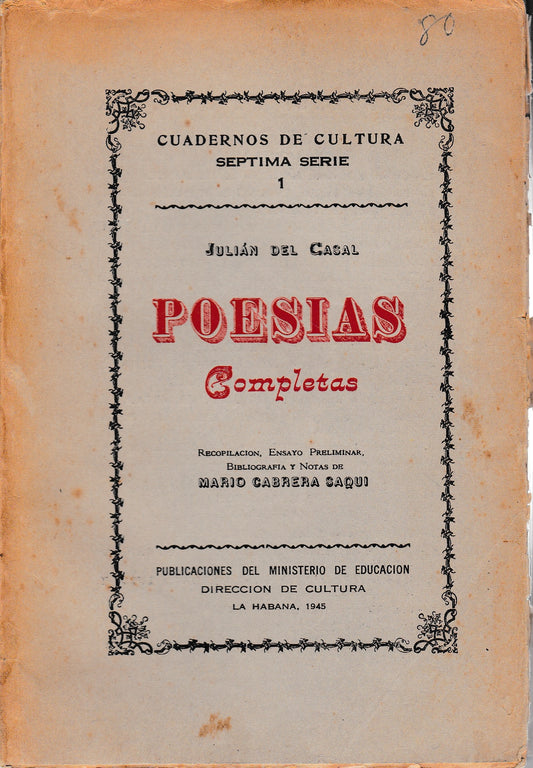 80
CUADERNOS DE CULTURA
SEPTIMA SERIE
1
JULIÁN DEL CASAL
POESIAS
Completas
RECOPILACION, ENSAYO PRELIMINAR,
BIBLIOGRAFIA Y NOTAS DE
MARIO CABRERA SAQUI
PUBLICACIONES DEL MINISTERIO DE EDUCACION
DIRECCION DE CULTURA
LA HABANA, 1945